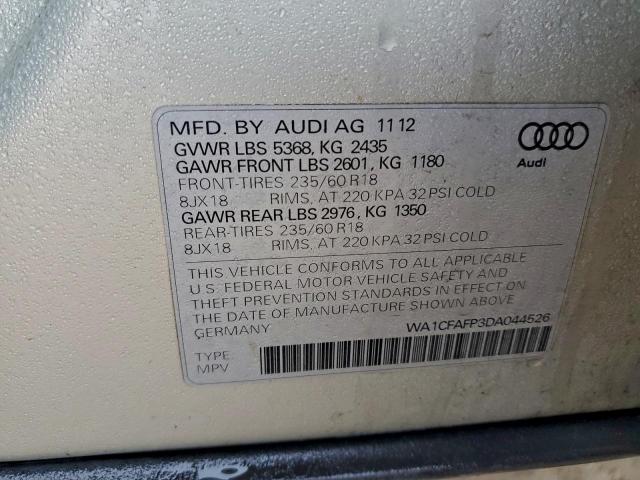 MFD. BY AUDI AG 11 12
GVWR LBS 5368, KG 2435
GAWR FRONT LBS 2601, KG 1180
FRONT-TIRES 235/60 R18
8JX18 RIMS, AT 220 KPA 32 PSI COLD
GAWR REAR LBS 2976, KG 1350
REAR-TIRES 235/60 R18
8JX18 RIMS, AT 220 KPA 32 PSI COLD
Audi
THIS VEHICLE CONFORMS TO ALL APPLICABLE
U.S. FEDERAL MOTOR VEHICLE SAFETY AND
THEFT PREVENTION STANDARDS IN EFFECT ON
THE DATE OF MANUFACTURE SHOWN ABOVE
GERMANY
WA1CFAFP3DA044526
TYPE
MPV